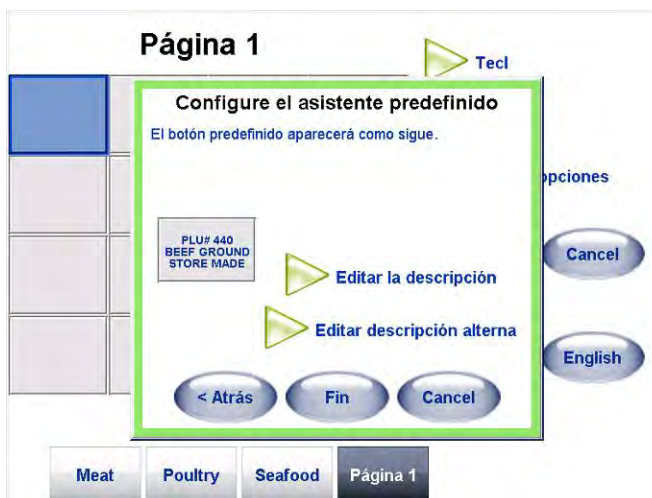 Página 1
Tecl
Configure el asistente predefinido
El botón predefinido aparecerá como sigue.
opciones
PLU# 440
BEEF GROUND
STORE MADE
Cancel
Editar la descripción
Editar descripción alterna
English
< Atrás
Fin
Cancel
Meat
Poultry
Seafood
Página 1